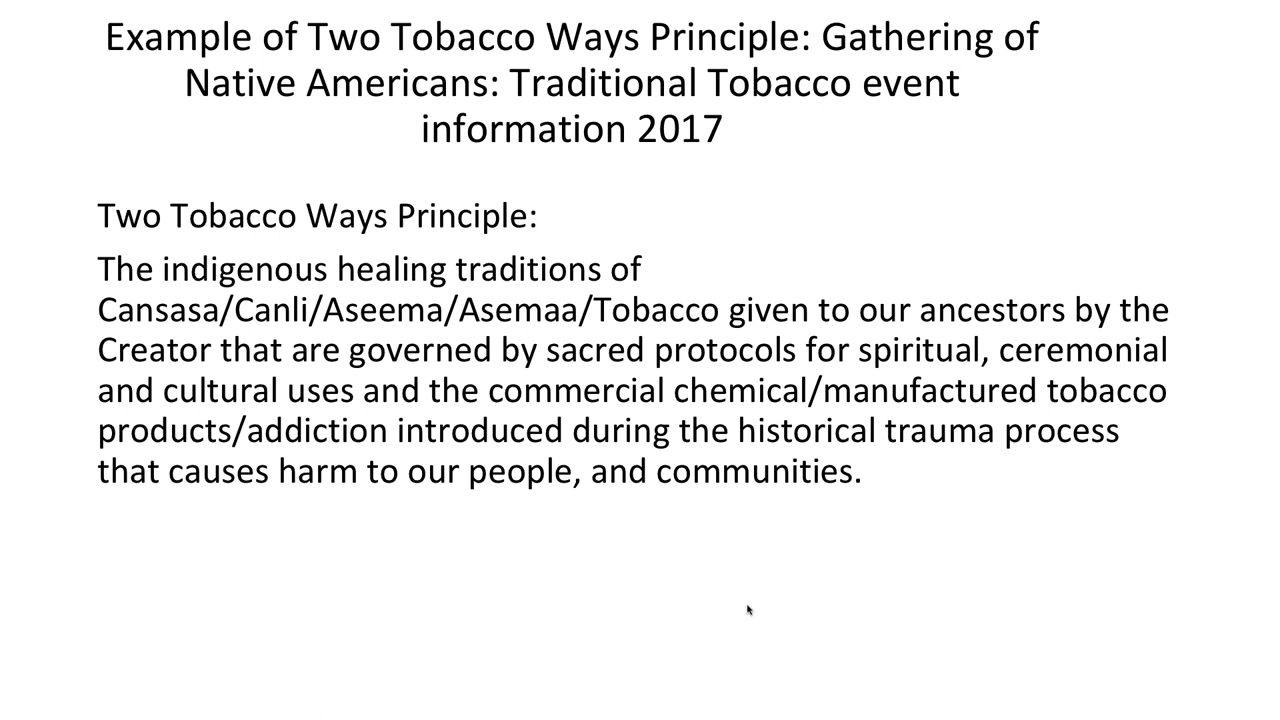 Example of Two Tobacco Ways Principle: Gathering of
Native Americans: Traditional Tobacco event
information 2017
Two Tobacco Ways Principle:
The indigenous healing traditions of
Cansasa/Canli/Aseema/Asemaa/Tobacco given to our ancestors by the
Creator that are governed by sacred protocols for spiritual, ceremonial
and cultural uses and the commercial chemical/manufactured tobacco
products/addiction introduced during the historical trauma process
that causes harm to our people, and communities.